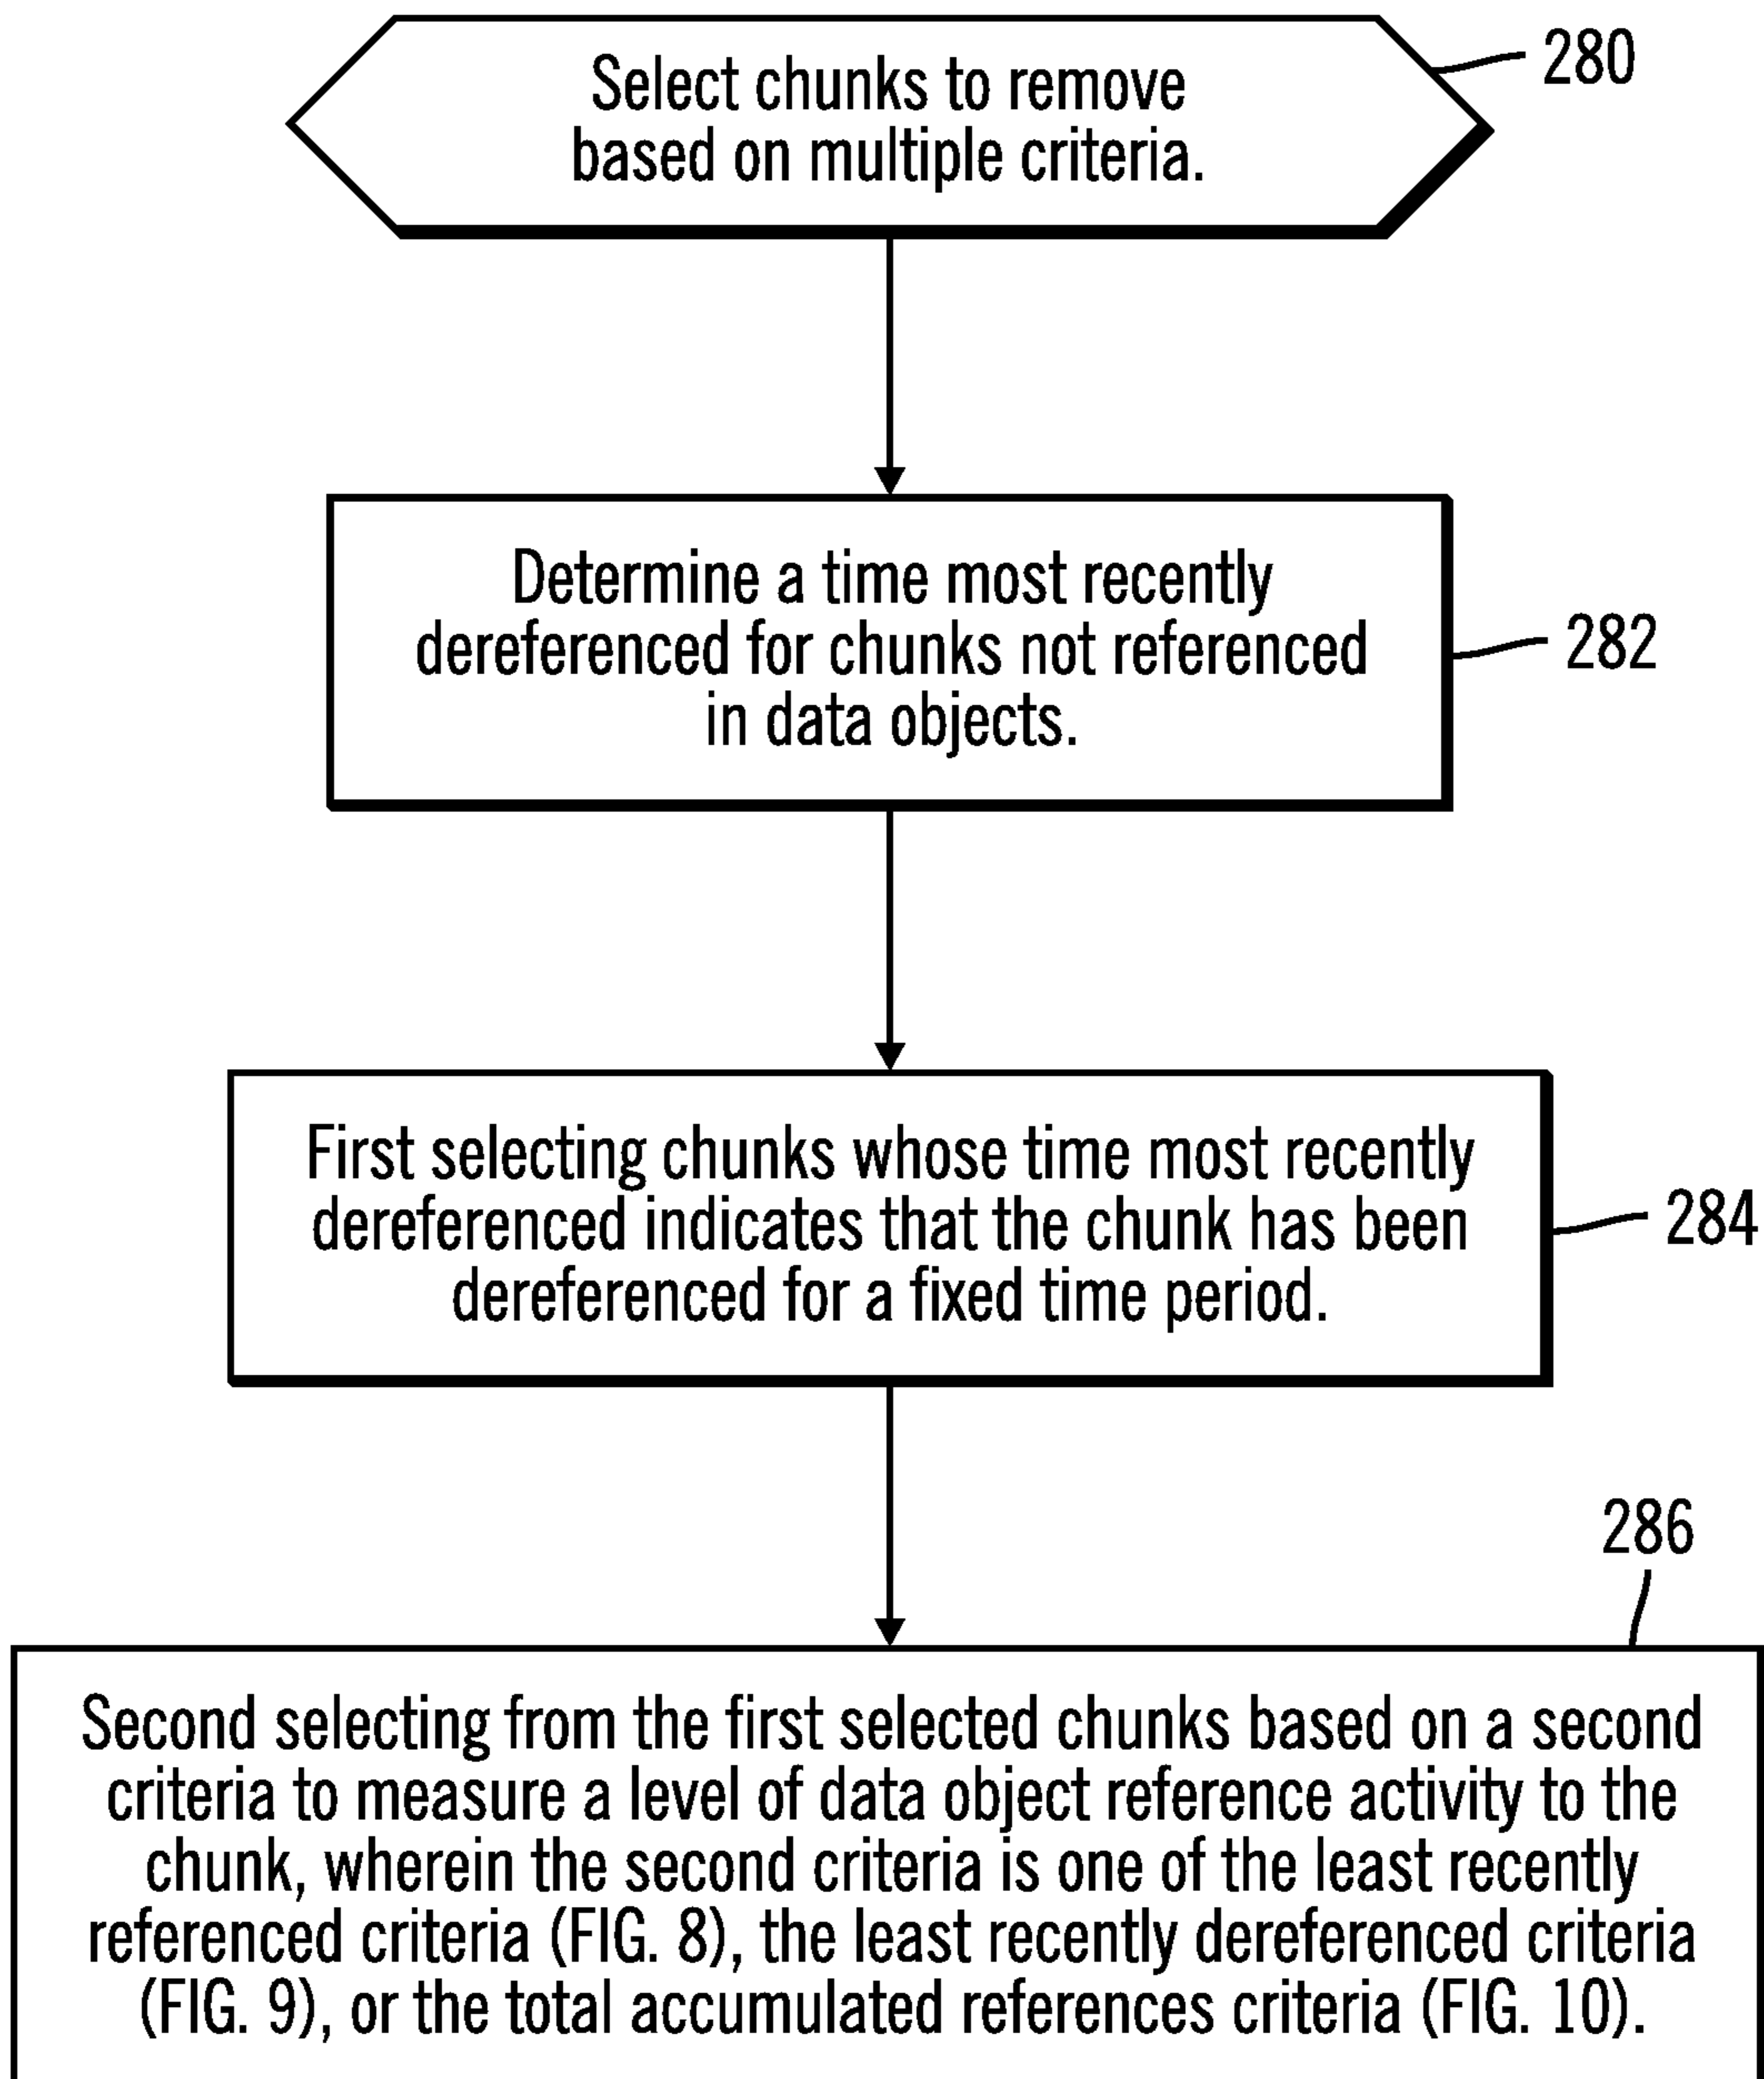 Select chunks to remove
based on multiple criteria.
280
Determine a time most recently
dereferenced for chunks not referenced
in data objects.
282
First selecting chunks whose time most recently
dereferenced indicates that the chunk has been
dereferenced for a fixed time period.
284
286
Second selecting from the first selected chunks based on a second
criteria to measure a level of data object reference activity to the
chunk, wherein the second criteria is one of the least recently
referenced criteria (FIG. 8), the least recently dereferenced criteria
(FIG. 9), or the total accumulated references criteria (FIG. 10).